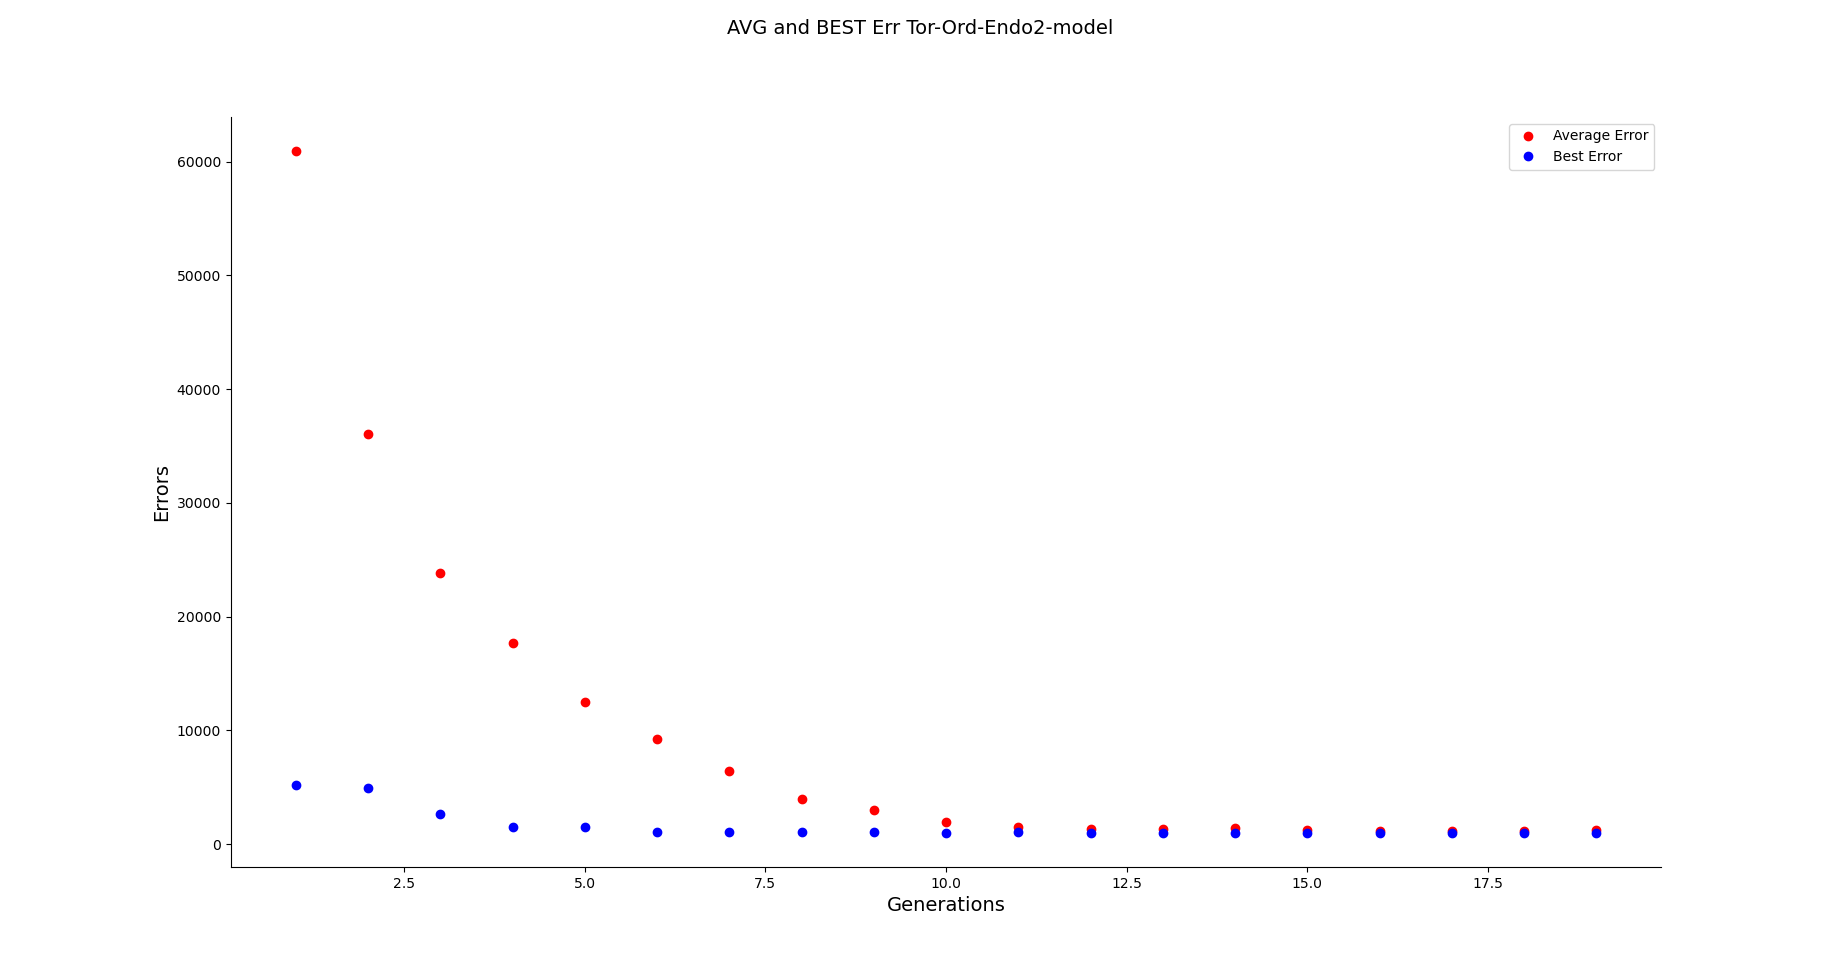 AVG and BEST Err Tor-Ord-Endo2-model
Average Error
Best Error
60000
50000
40000
30000
20000
10000
0
Errors
2.5
5.0
7.5
10.0
12.5
15.0
17.5
Generations